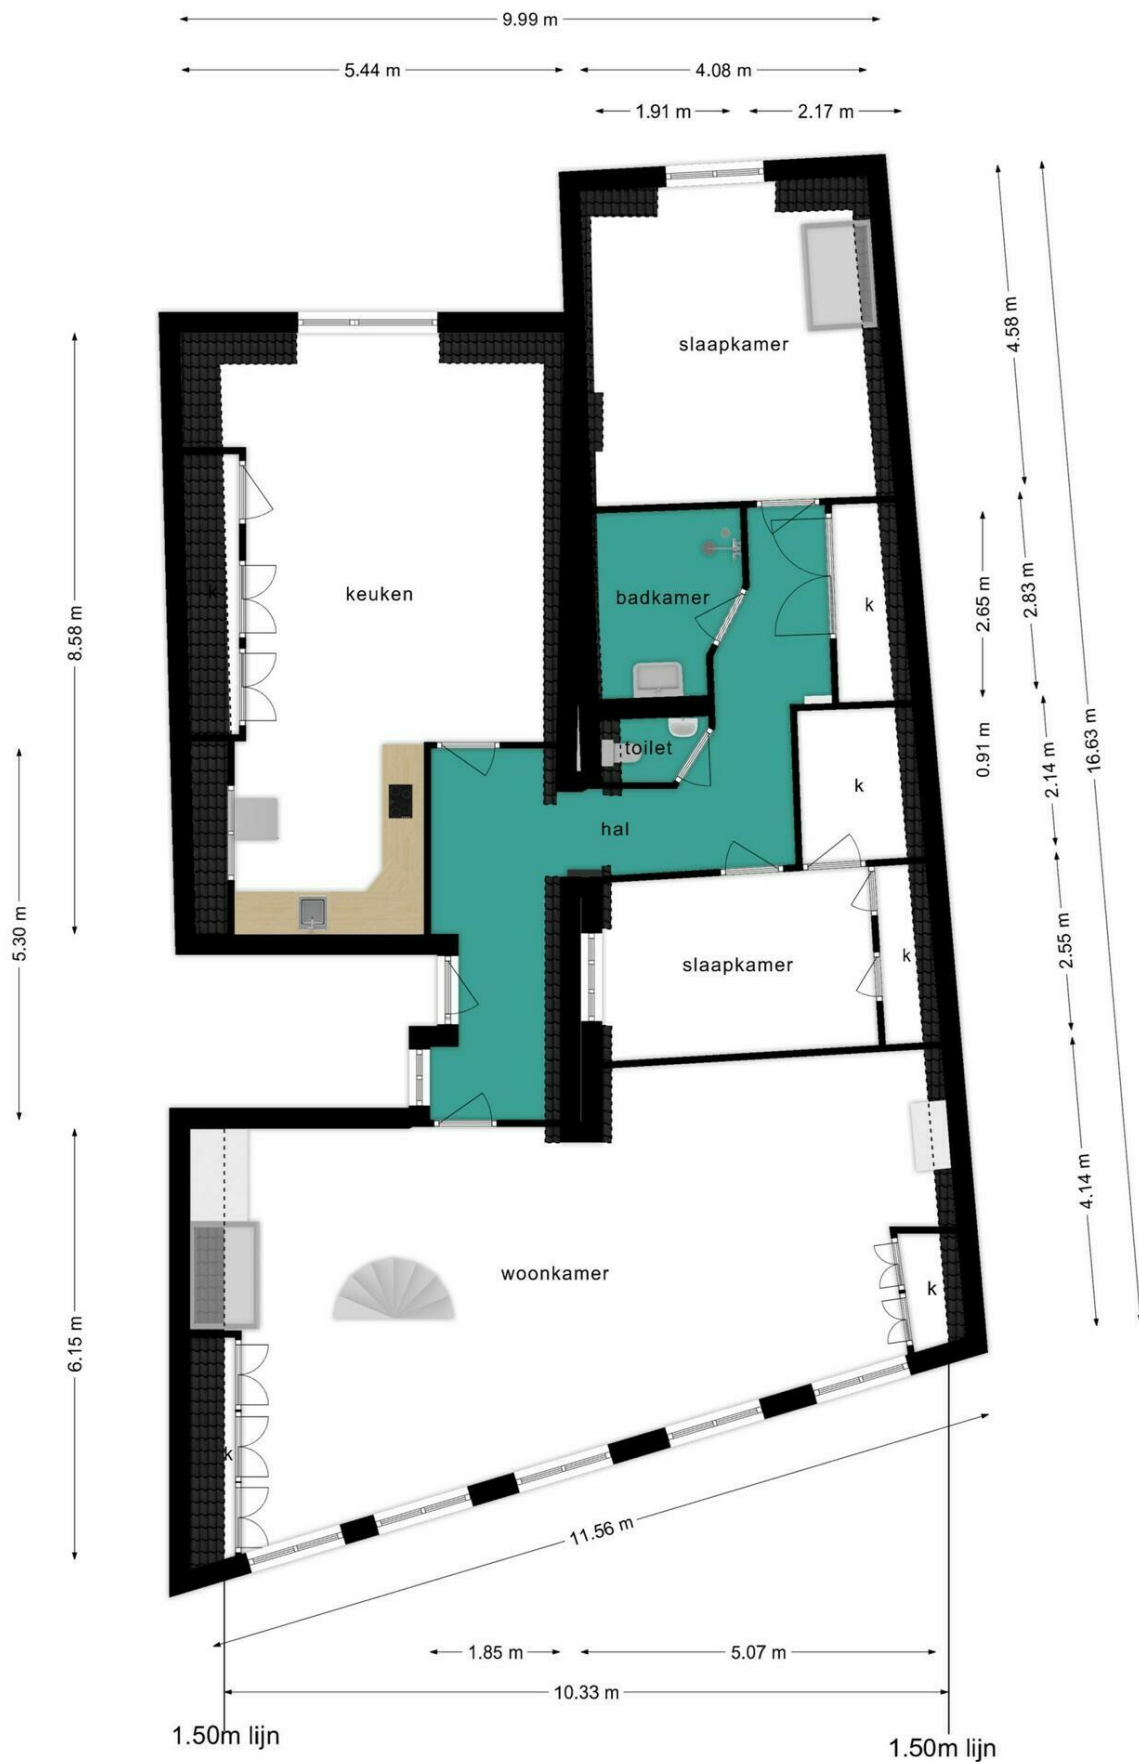 9.99 m
5.44 m
4.08 m
1.91 m
2.17 m
slaapkamer
4.58 m
keuken
k
badkamer
k
2.65 m
2.83 m
8.58 m
16.63 m
toilet
0.91 m
2.14 m
k
hal
5.30 m
slaapkamer
k
2.55 m
4.14 m
woonkamer
k
6.15 m
k
11.56 m
1.85 m
5.07 m
10.33 m
1.50m lijn
1.50m lijn